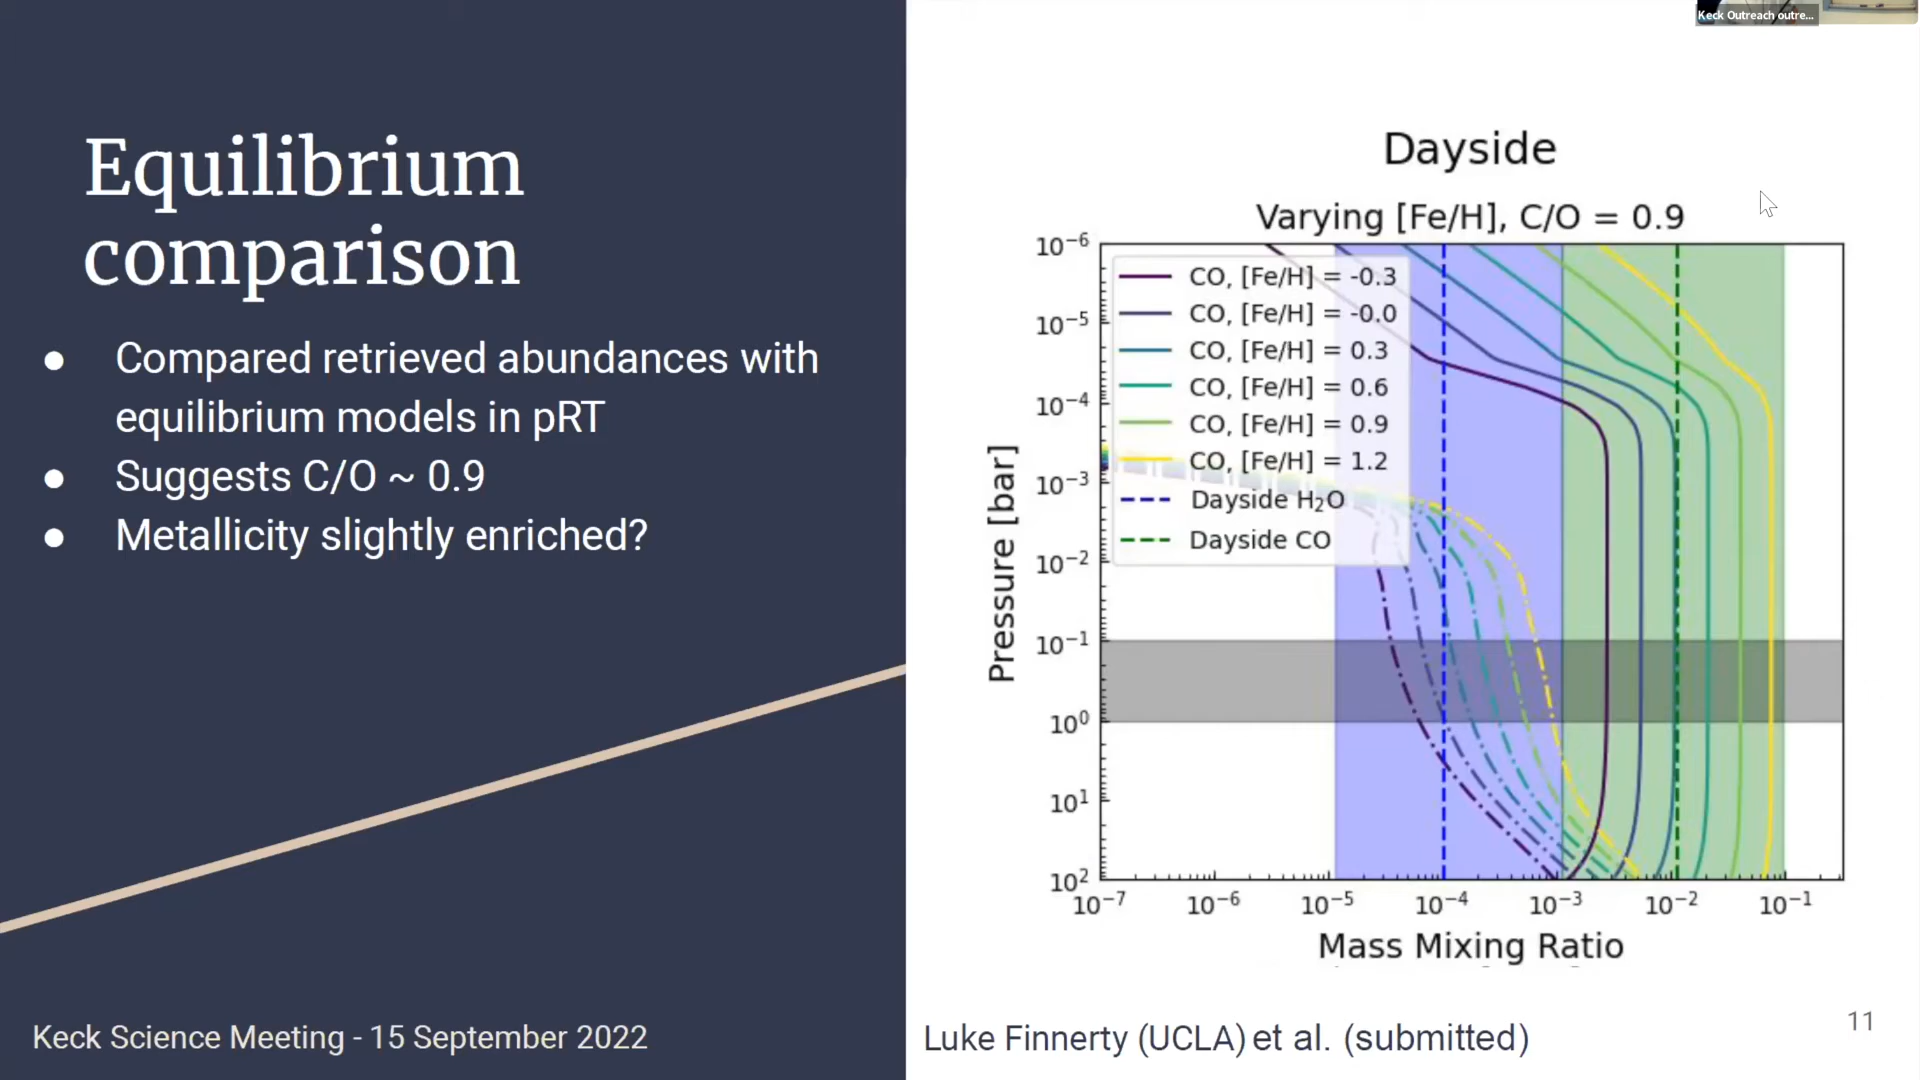 Keck Outreach outre...
Equilibrium
comparison
● Compared retrieved abundances with
equilibrium models in pRT
● Suggests C/O ~ 0.9
● Metallicity slightly enriched?
Dayside
Varying [Fe/H], C/O = 0.9
CO, [Fe/H] = -0.3
CO, [Fe/H] = -0.0
CO, [Fe/H] = 0.3
CO, [Fe/H] = 0.6
CO, [Fe/H] = 0.9
CO, [Fe/H] = 1.2
Dayside H₂O
Dayside CO
Pressure [bar]
10⁻⁶
10⁻⁵
10⁻⁴
10⁻³
10⁻²
10⁻¹
10⁰
10¹
10²
10⁻⁷ 10⁻⁶ 10⁻⁵ 10⁻⁴ 10⁻³ 10⁻² 10⁻¹
Mass Mixing Ratio
Keck Science Meeting - 15 September 2022
Luke Finnerty (UCLA) et al. (submitted)
11